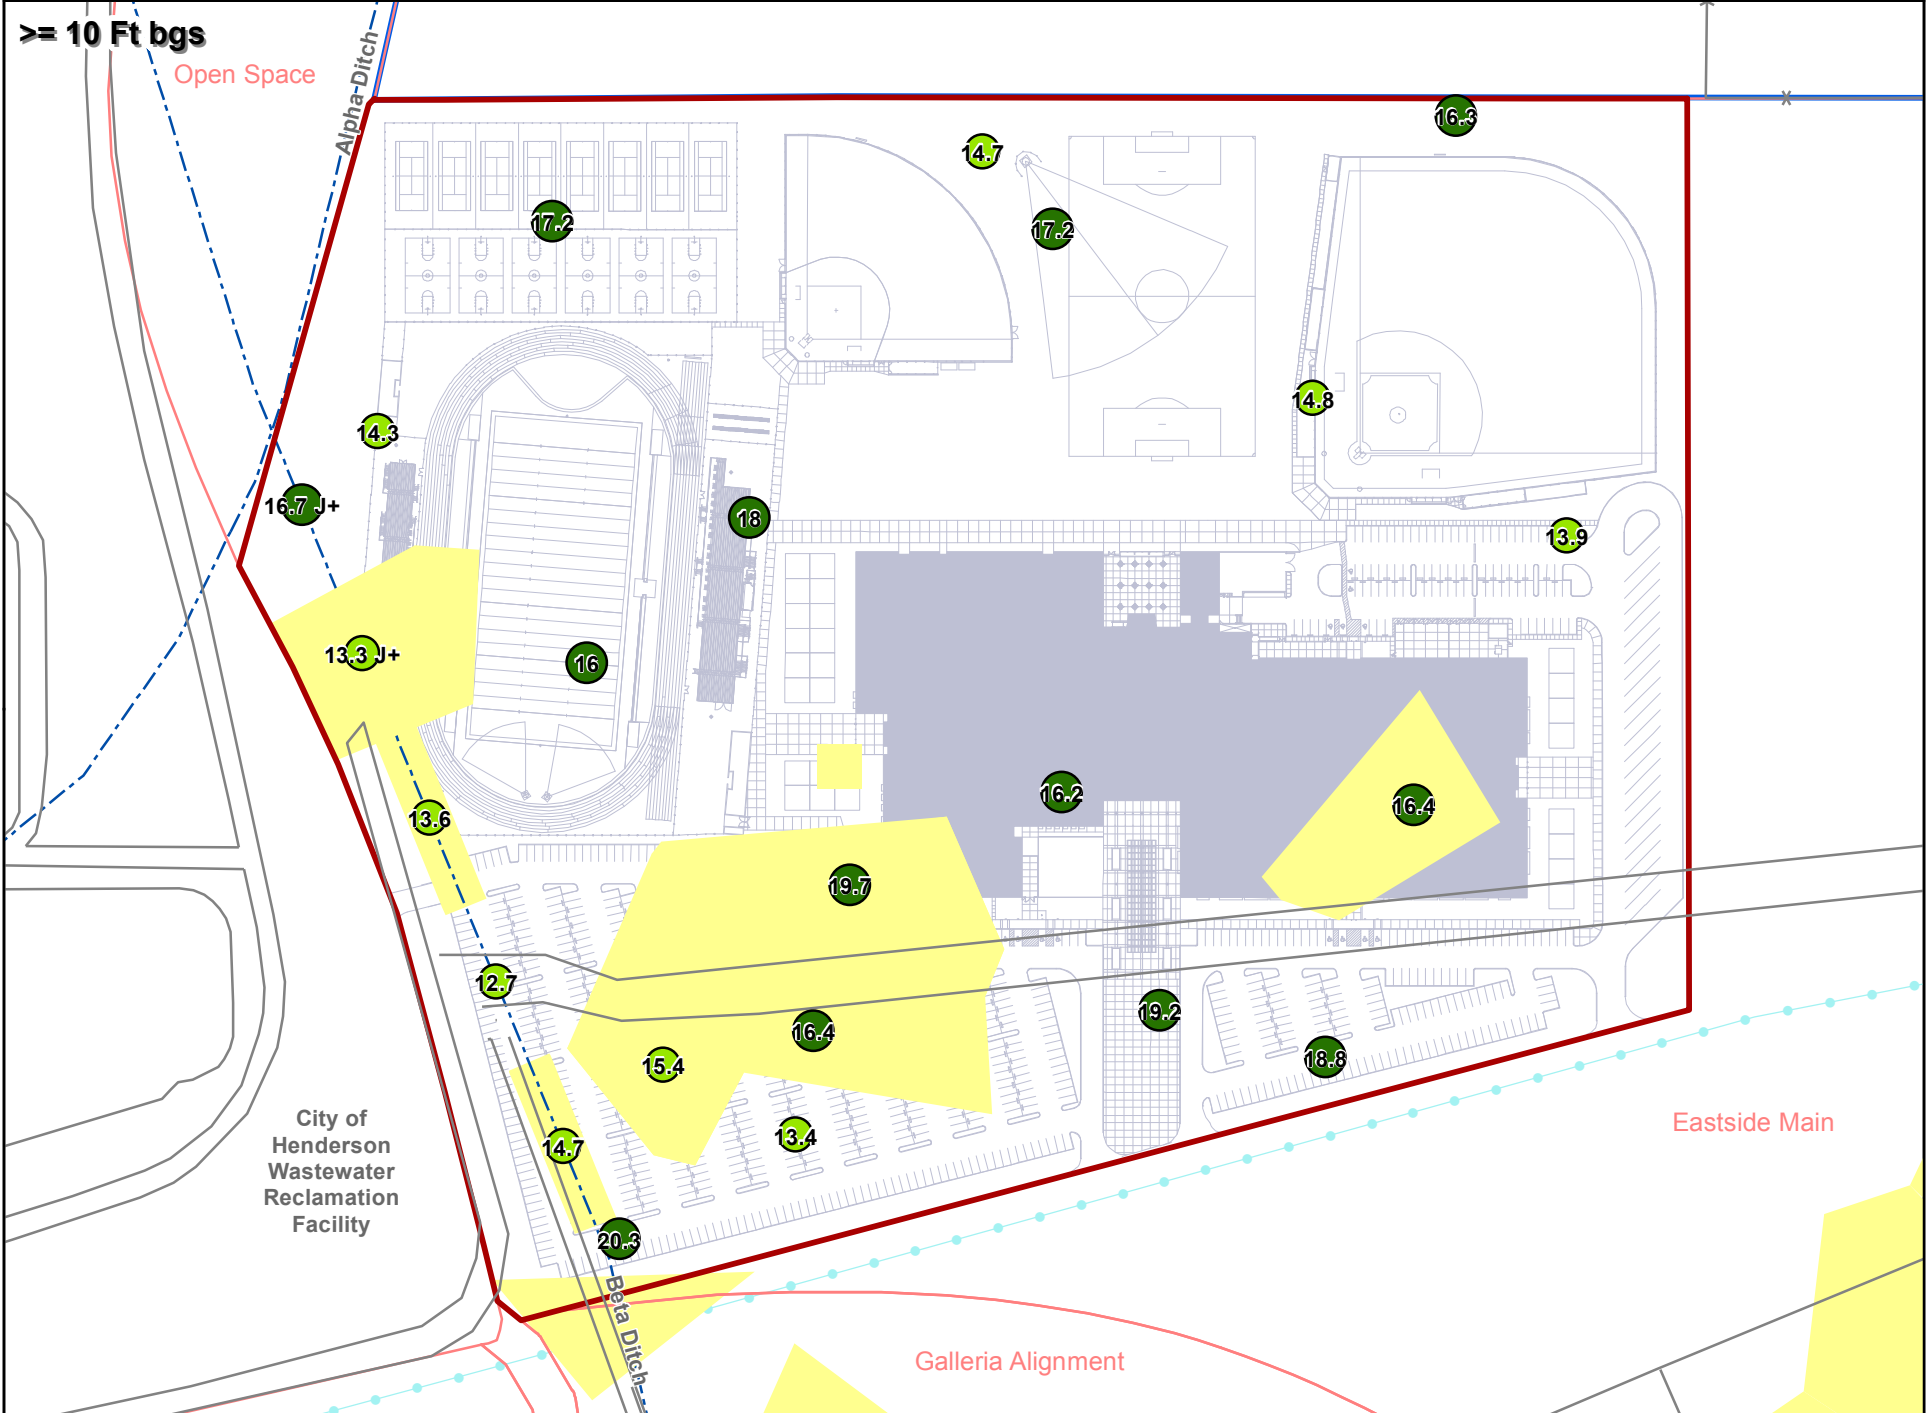 >= 10 Ft bgs
Open Space
Alpha Ditch
16.3
14.7
17.2
17.2
14.8
14.3
16.7 J+
18
13.9
13.3 J+
16
16.2
16.4
13.6
19.7
12.7
19.2
16.4
18.8
15.4
City of
Henderson
Wastewater
Reclamation
Facility
14.7
13.4
Eastside Main
20.3
Beta Ditch
Galleria Alignment